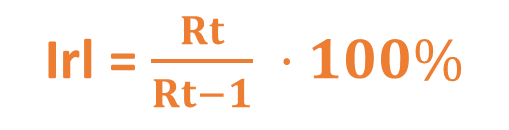 Irl = Rt / Rt−1 · 100%